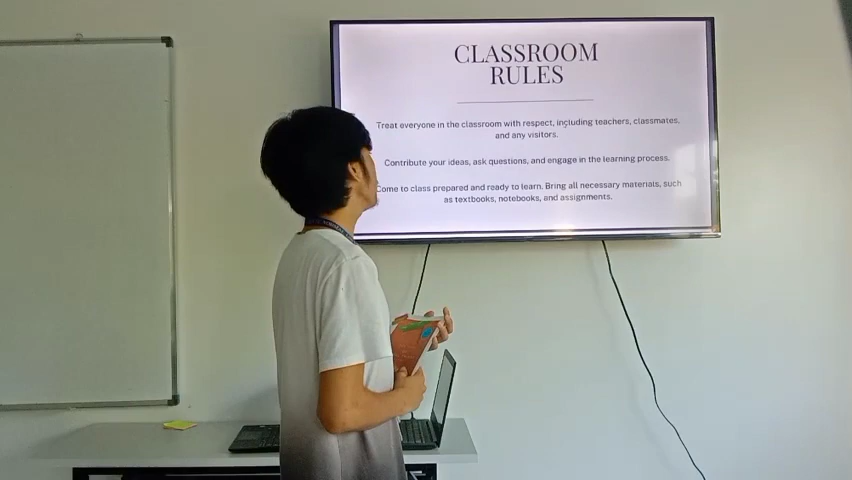 CLASSROOM
RULES
Treat everyone in the classroom with respect, including teachers, classmates,
and any visitors.
Contribute your ideas, ask questions, and engage in the learning process.
Come to class prepared and ready to learn. Bring all necessary materials, such
as textbooks, notebooks, and assignments.